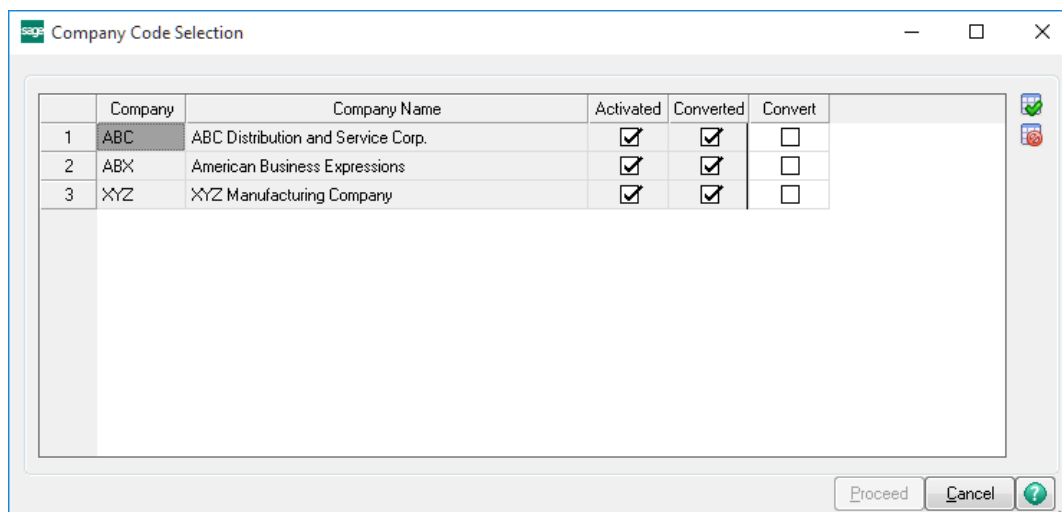 sage Company Code Selection
Company Company Name Activated Converted Convert
1 ABC ABC Distribution and Service Corp.
2 ABX American Business Expressions
3 XYZ XYZ Manufacturing Company
Proceed Cancel ?